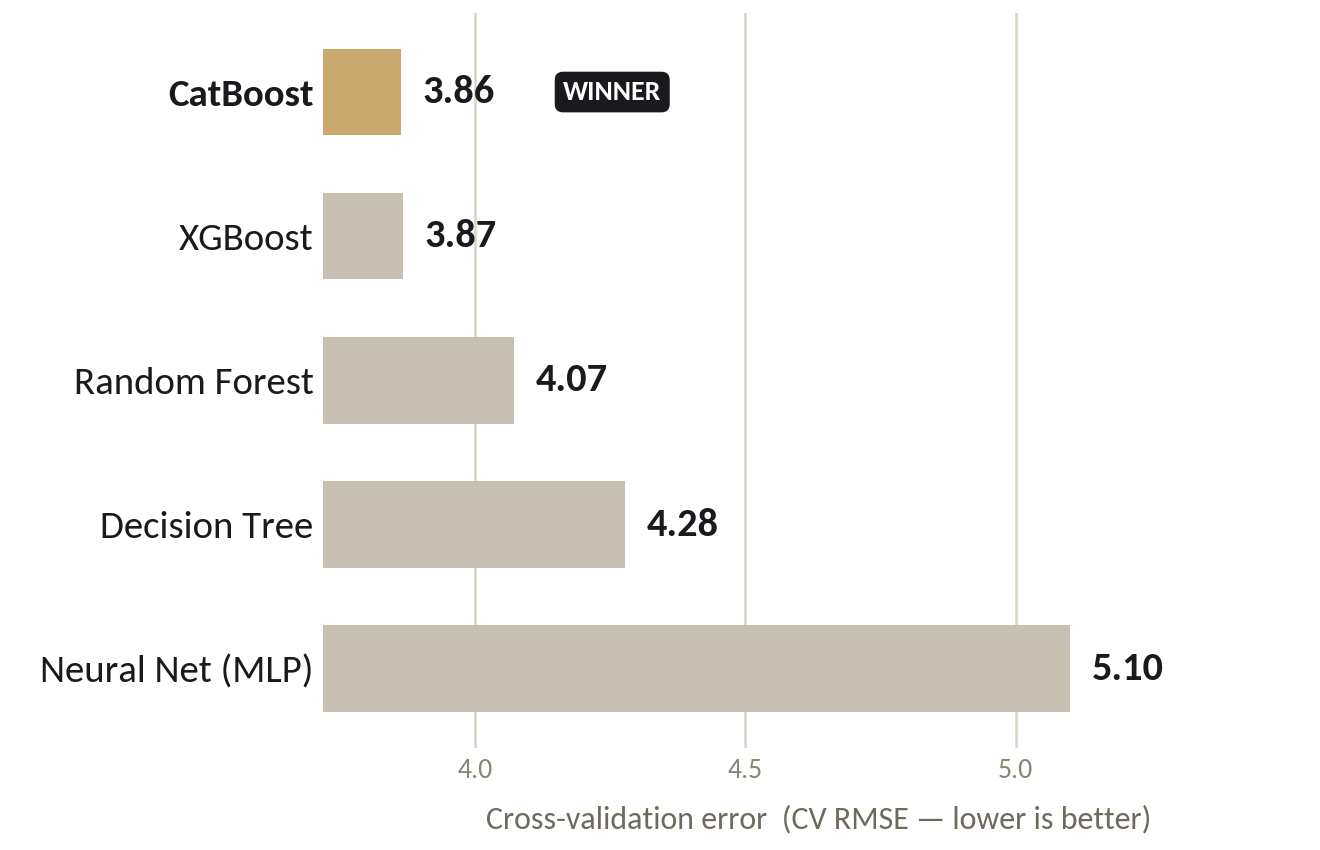 CatBoost 3.86 WINNER
XGBoost 3.87
Random Forest 4.07
Decision Tree 4.28
Neural Net (MLP) 5.10
4.0 4.5 5.0
Cross-validation error (CV RMSE — lower is better)